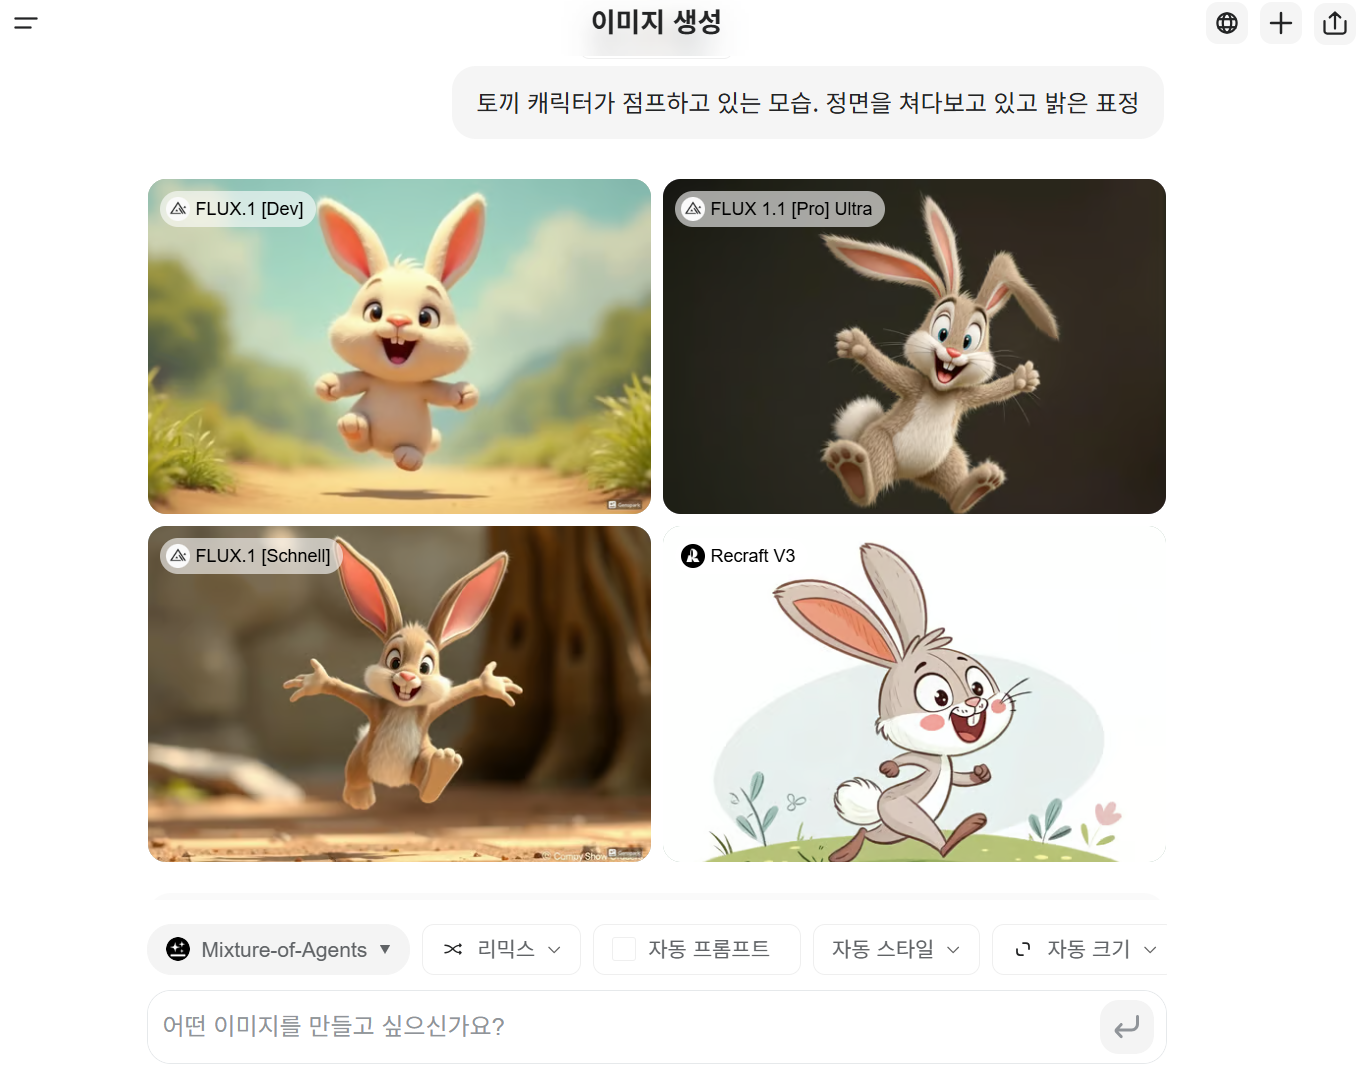 이미지 생성
토끼 캐릭터가 점프하고 있는 모습. 정면을 쳐다보고 있고 밝은 표정
FLUX.1 [Dev]
FLUX 1.1 [Pro] Ultra
Genspark
FLUX.1 [Schnell]
Recraft V3
Genspark
Mixture-of-Agents
리믹스
자동 프롬프트
자동 스타일
자동 크기
어떤 이미지를 만들고 싶으신가요?